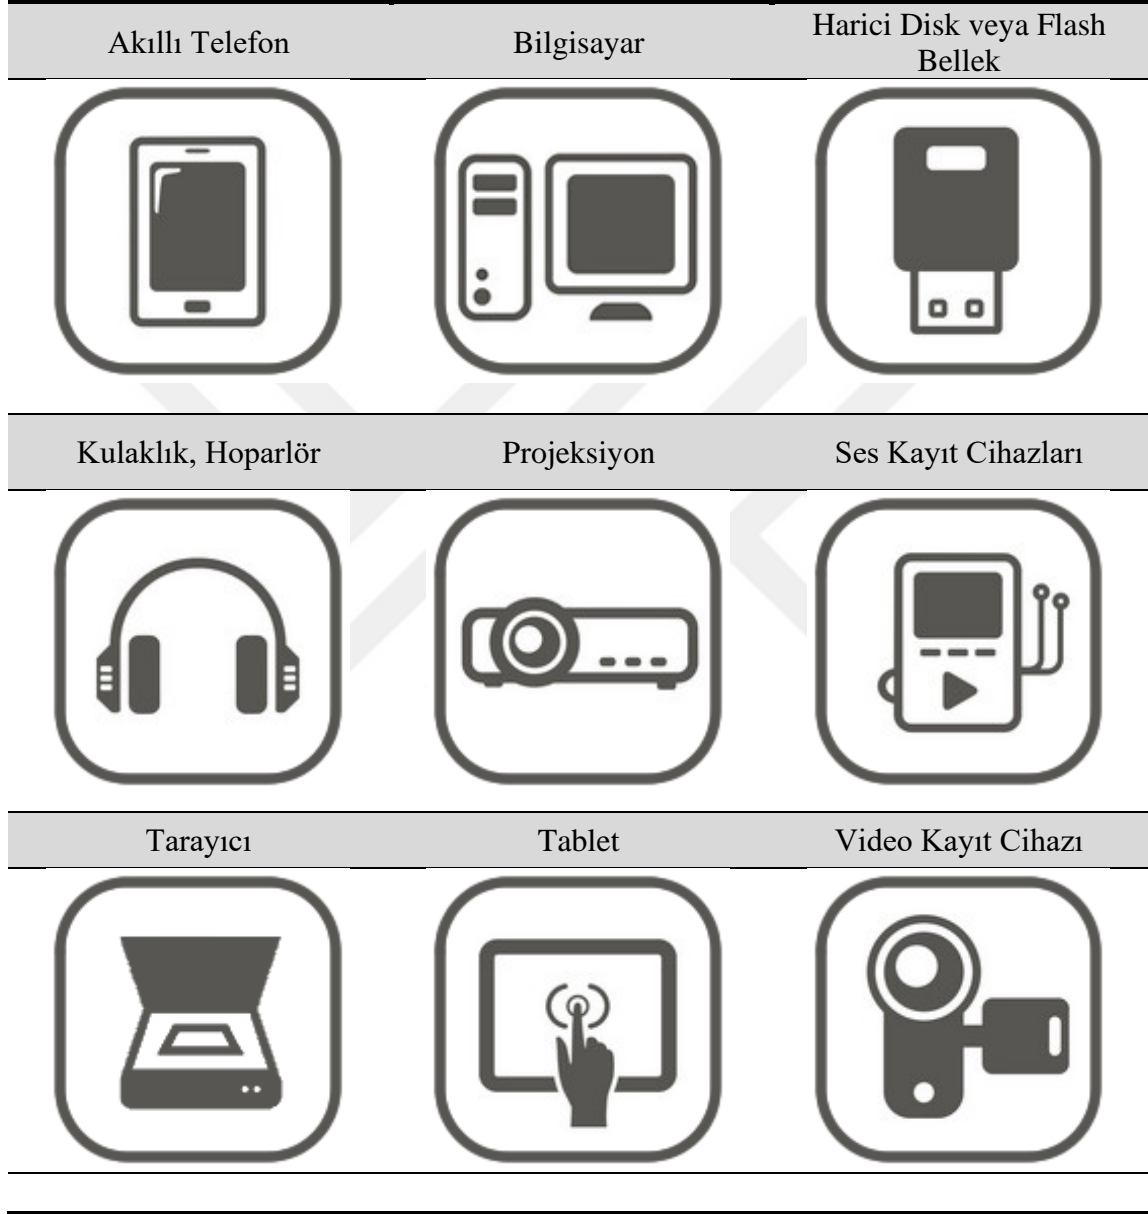 Akıllı Telefon
Bilgisayar
Harici Disk veya Flash
Bellek
Kulaklık, Hoparlör
Projeksiyon
Ses Kayıt Cihazları
Tarayıcı
Tablet
Video Kayıt Cihazı